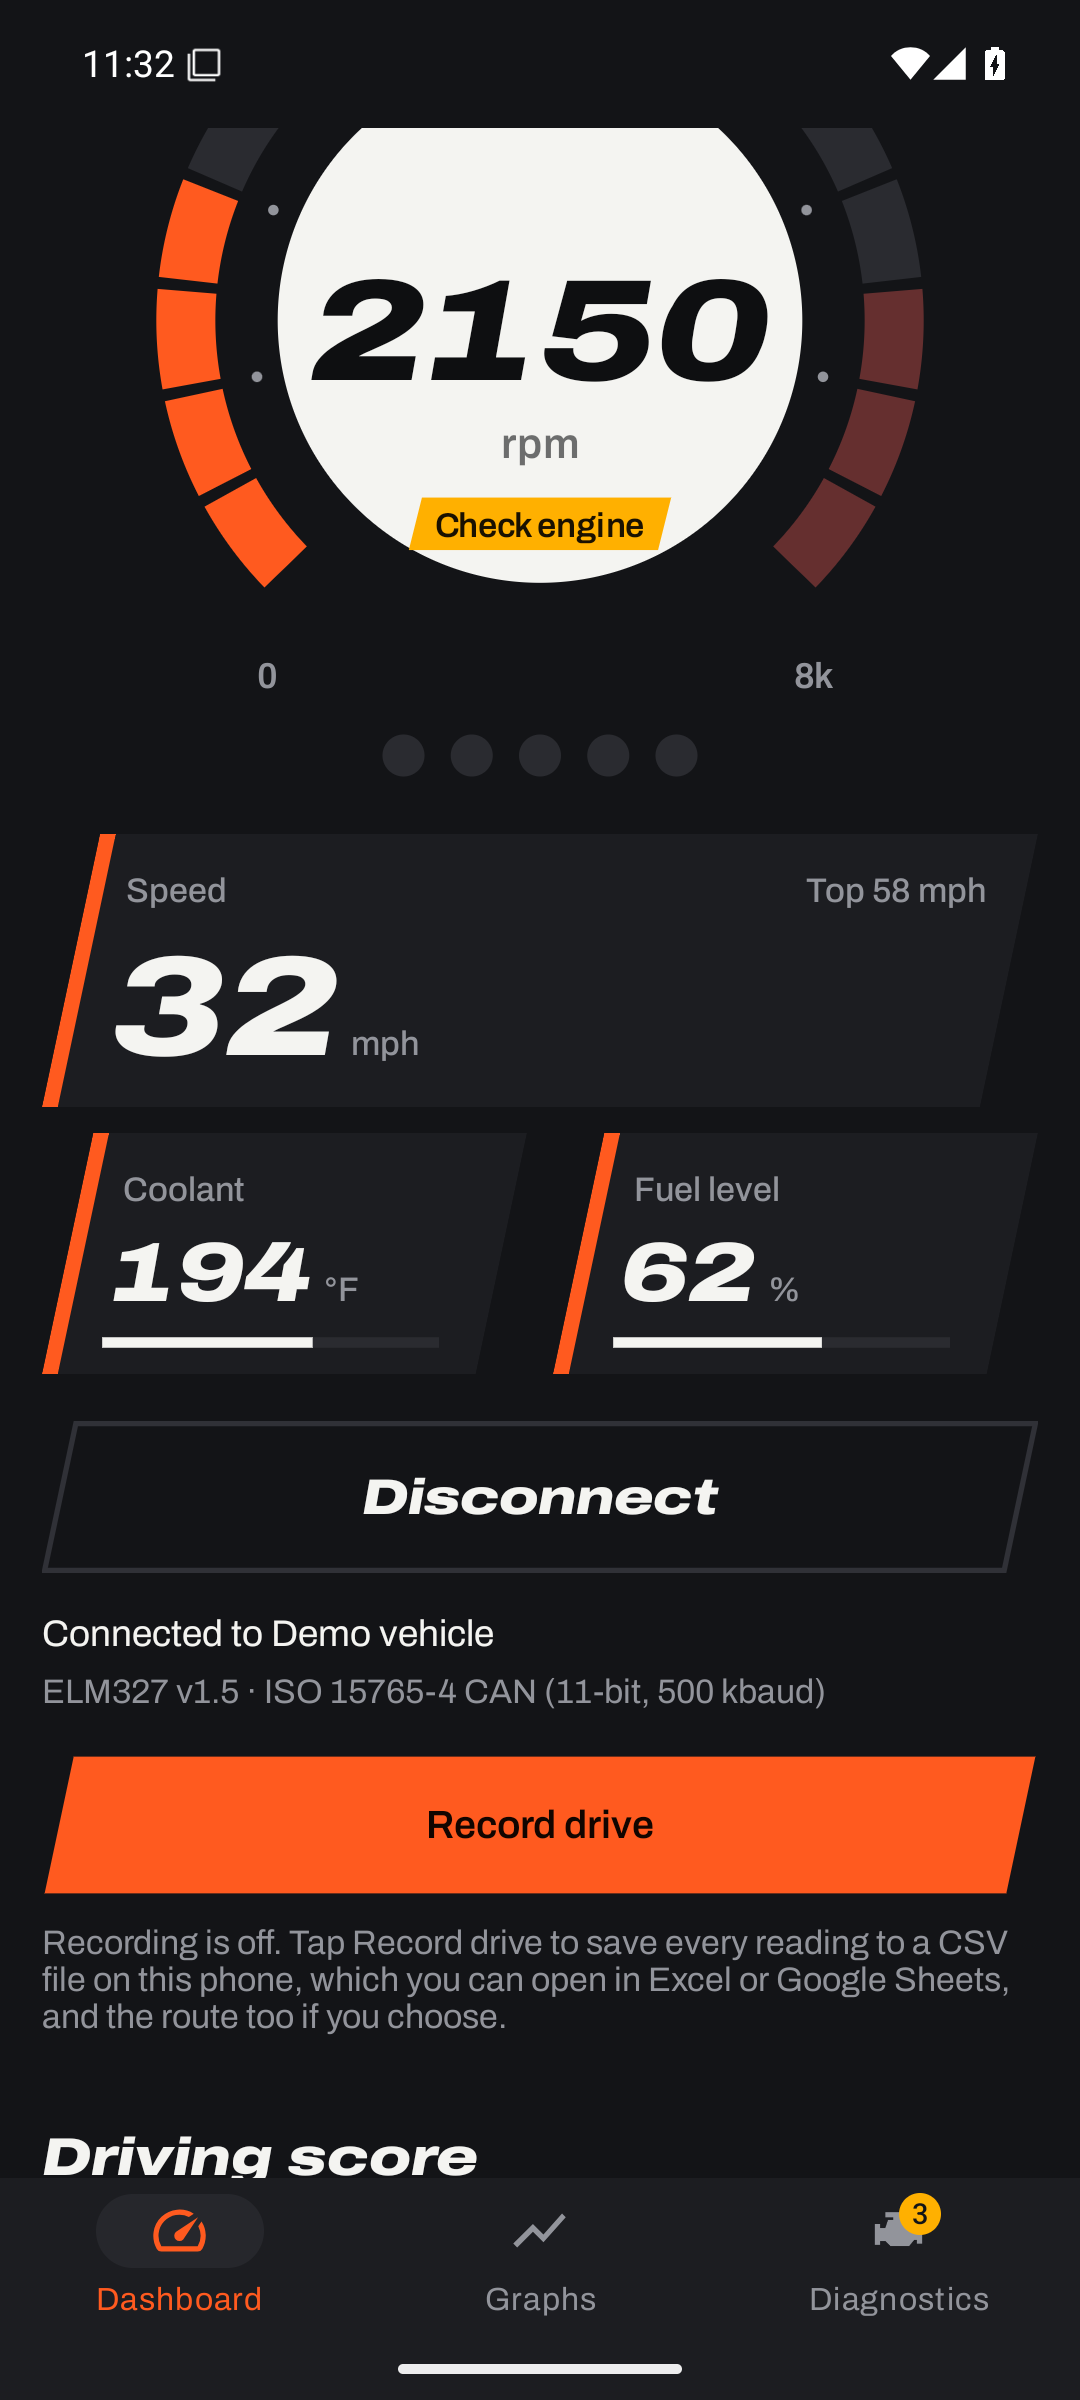 11:32
2150
rpm
Check engine
0
8k
Speed
Top 58 mph
32 mph
Coolant
194 °F
Fuel level
62 %
Disconnect
Connected to Demo vehicle
ELM327 v1.5 · ISO 15765-4 CAN (11-bit, 500 kbaud)
Record drive
Recording is off. Tap Record drive to save every reading to a CSV
file on this phone, which you can open in Excel or Google Sheets,
and the route too if you choose.
Driving score
3
Dashboard
Graphs
Diagnostics